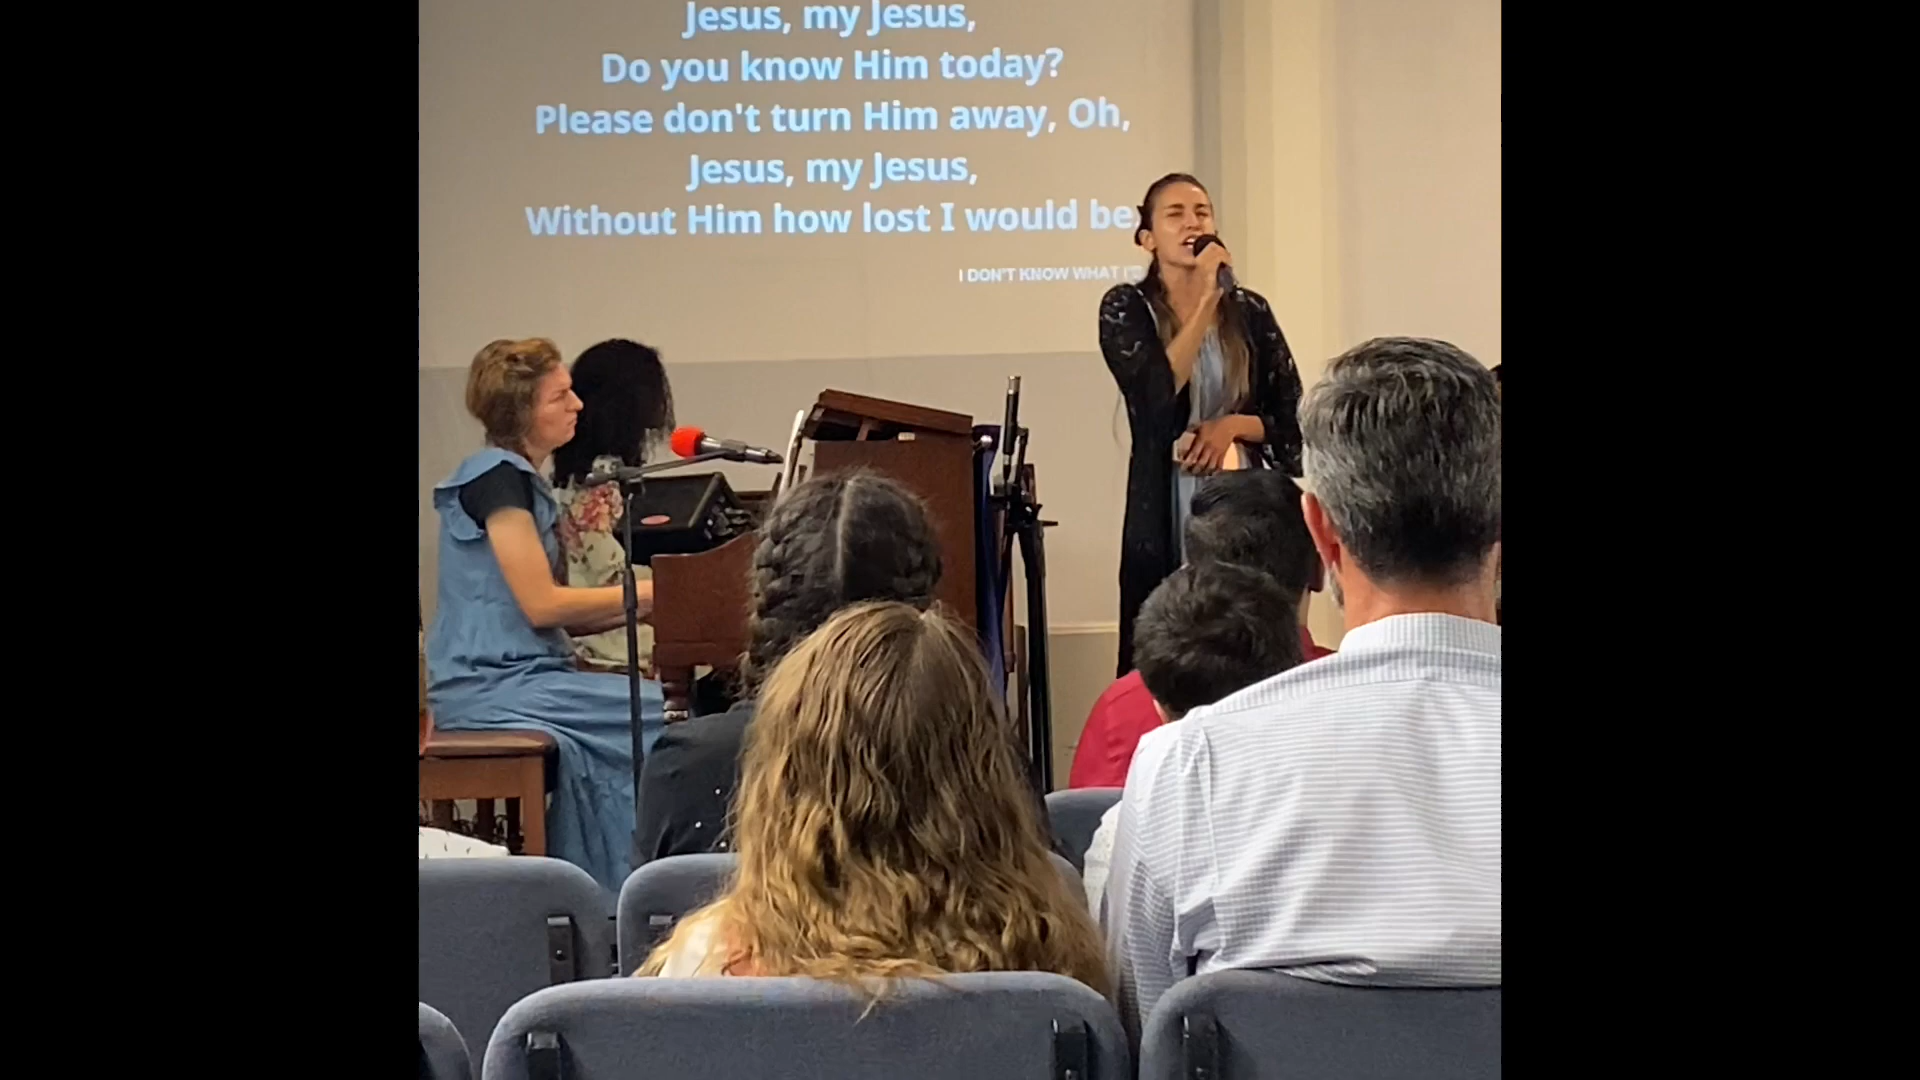 Jesus, my Jesus,
Do you know Him today?
Please don't turn Him away, Oh,
Jesus, my Jesus,
Without Him how lost I would be
I DON'T KNOW WHAT